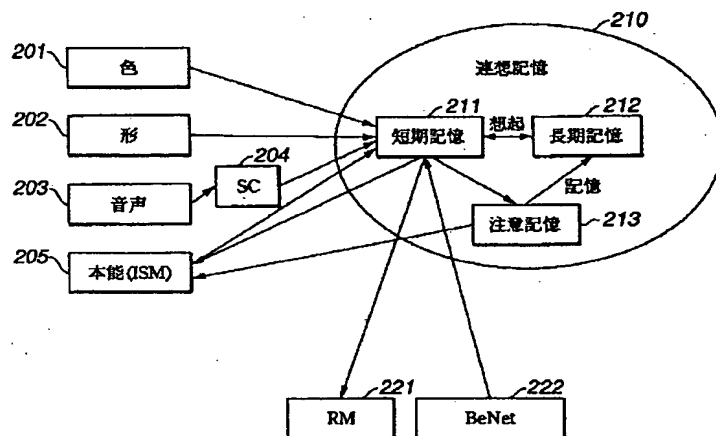 210
201
色
連想記憶
211
212
202
形
短期記憶
想起
長期記憶
204
203
音声
SC
記憶
注意記憶
213
205
本能(ISM)
221
222
RM
BeNet